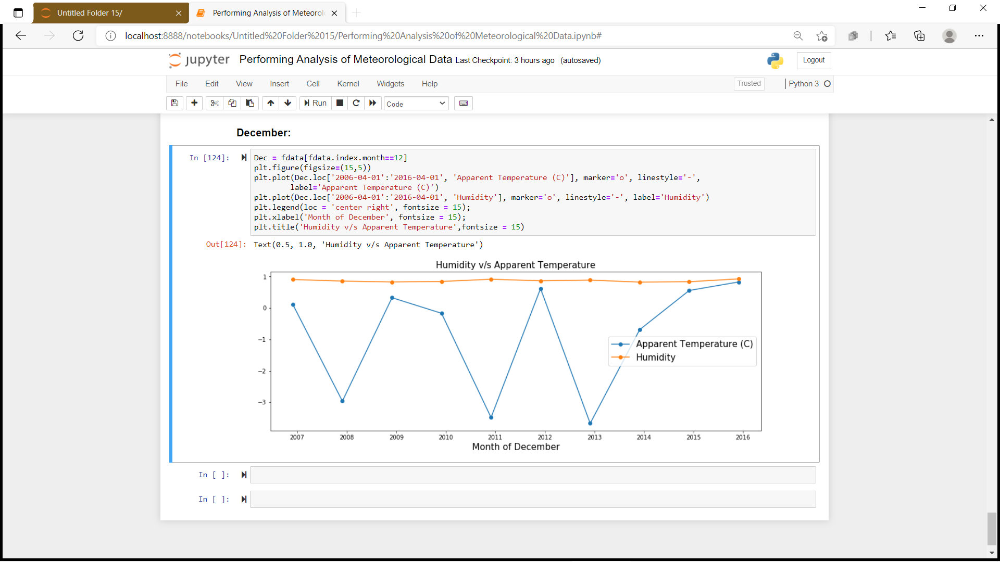 Untitled Folder 15/
Performing Analysis of Meteorol
localhost:8888/notebooks/Untitled%20Folder%2015/Performing%20Analysis%20of%20Meteorological%20Data.ipynb#
jupyter Performing Analysis of Meteorological Data Last Checkpoint: 3 hours ago (autosaved)
Logout
File Edit View Insert Cell Kernel Widgets Help
Trusted
Python 3
Run
Code
December:
In [124]:
Dec = fdata[fdata.index.month==12]
plt.figure(figsize=(15,5))
plt.plot(Dec.loc['2006-04-01':'2016-04-01', 'Apparent Temperature (C)'], marker='o', linestyle='-',
label='Apparent Temperature (C)')
plt.plot(Dec.loc['2006-04-01':'2016-04-01', 'Humidity'], marker='o', linestyle='-', label='Humidity')
plt.legend(loc = 'center right', fontsize = 15);
plt.xlabel('Month of December', fontsize = 15);
plt.title('Humidity v/s Apparent Temperature',fontsize = 15)
Out[124]: Text(0.5, 1.0, 'Humidity v/s Apparent Temperature')
Humidity v/s Apparent Temperature
1
0
−1
−2
−3
Apparent Temperature (C)
Humidity
2007 2008 2009 2010 2011 2012 2013 2014 2015 2016
Month of December
In [ ]:
In [ ]: